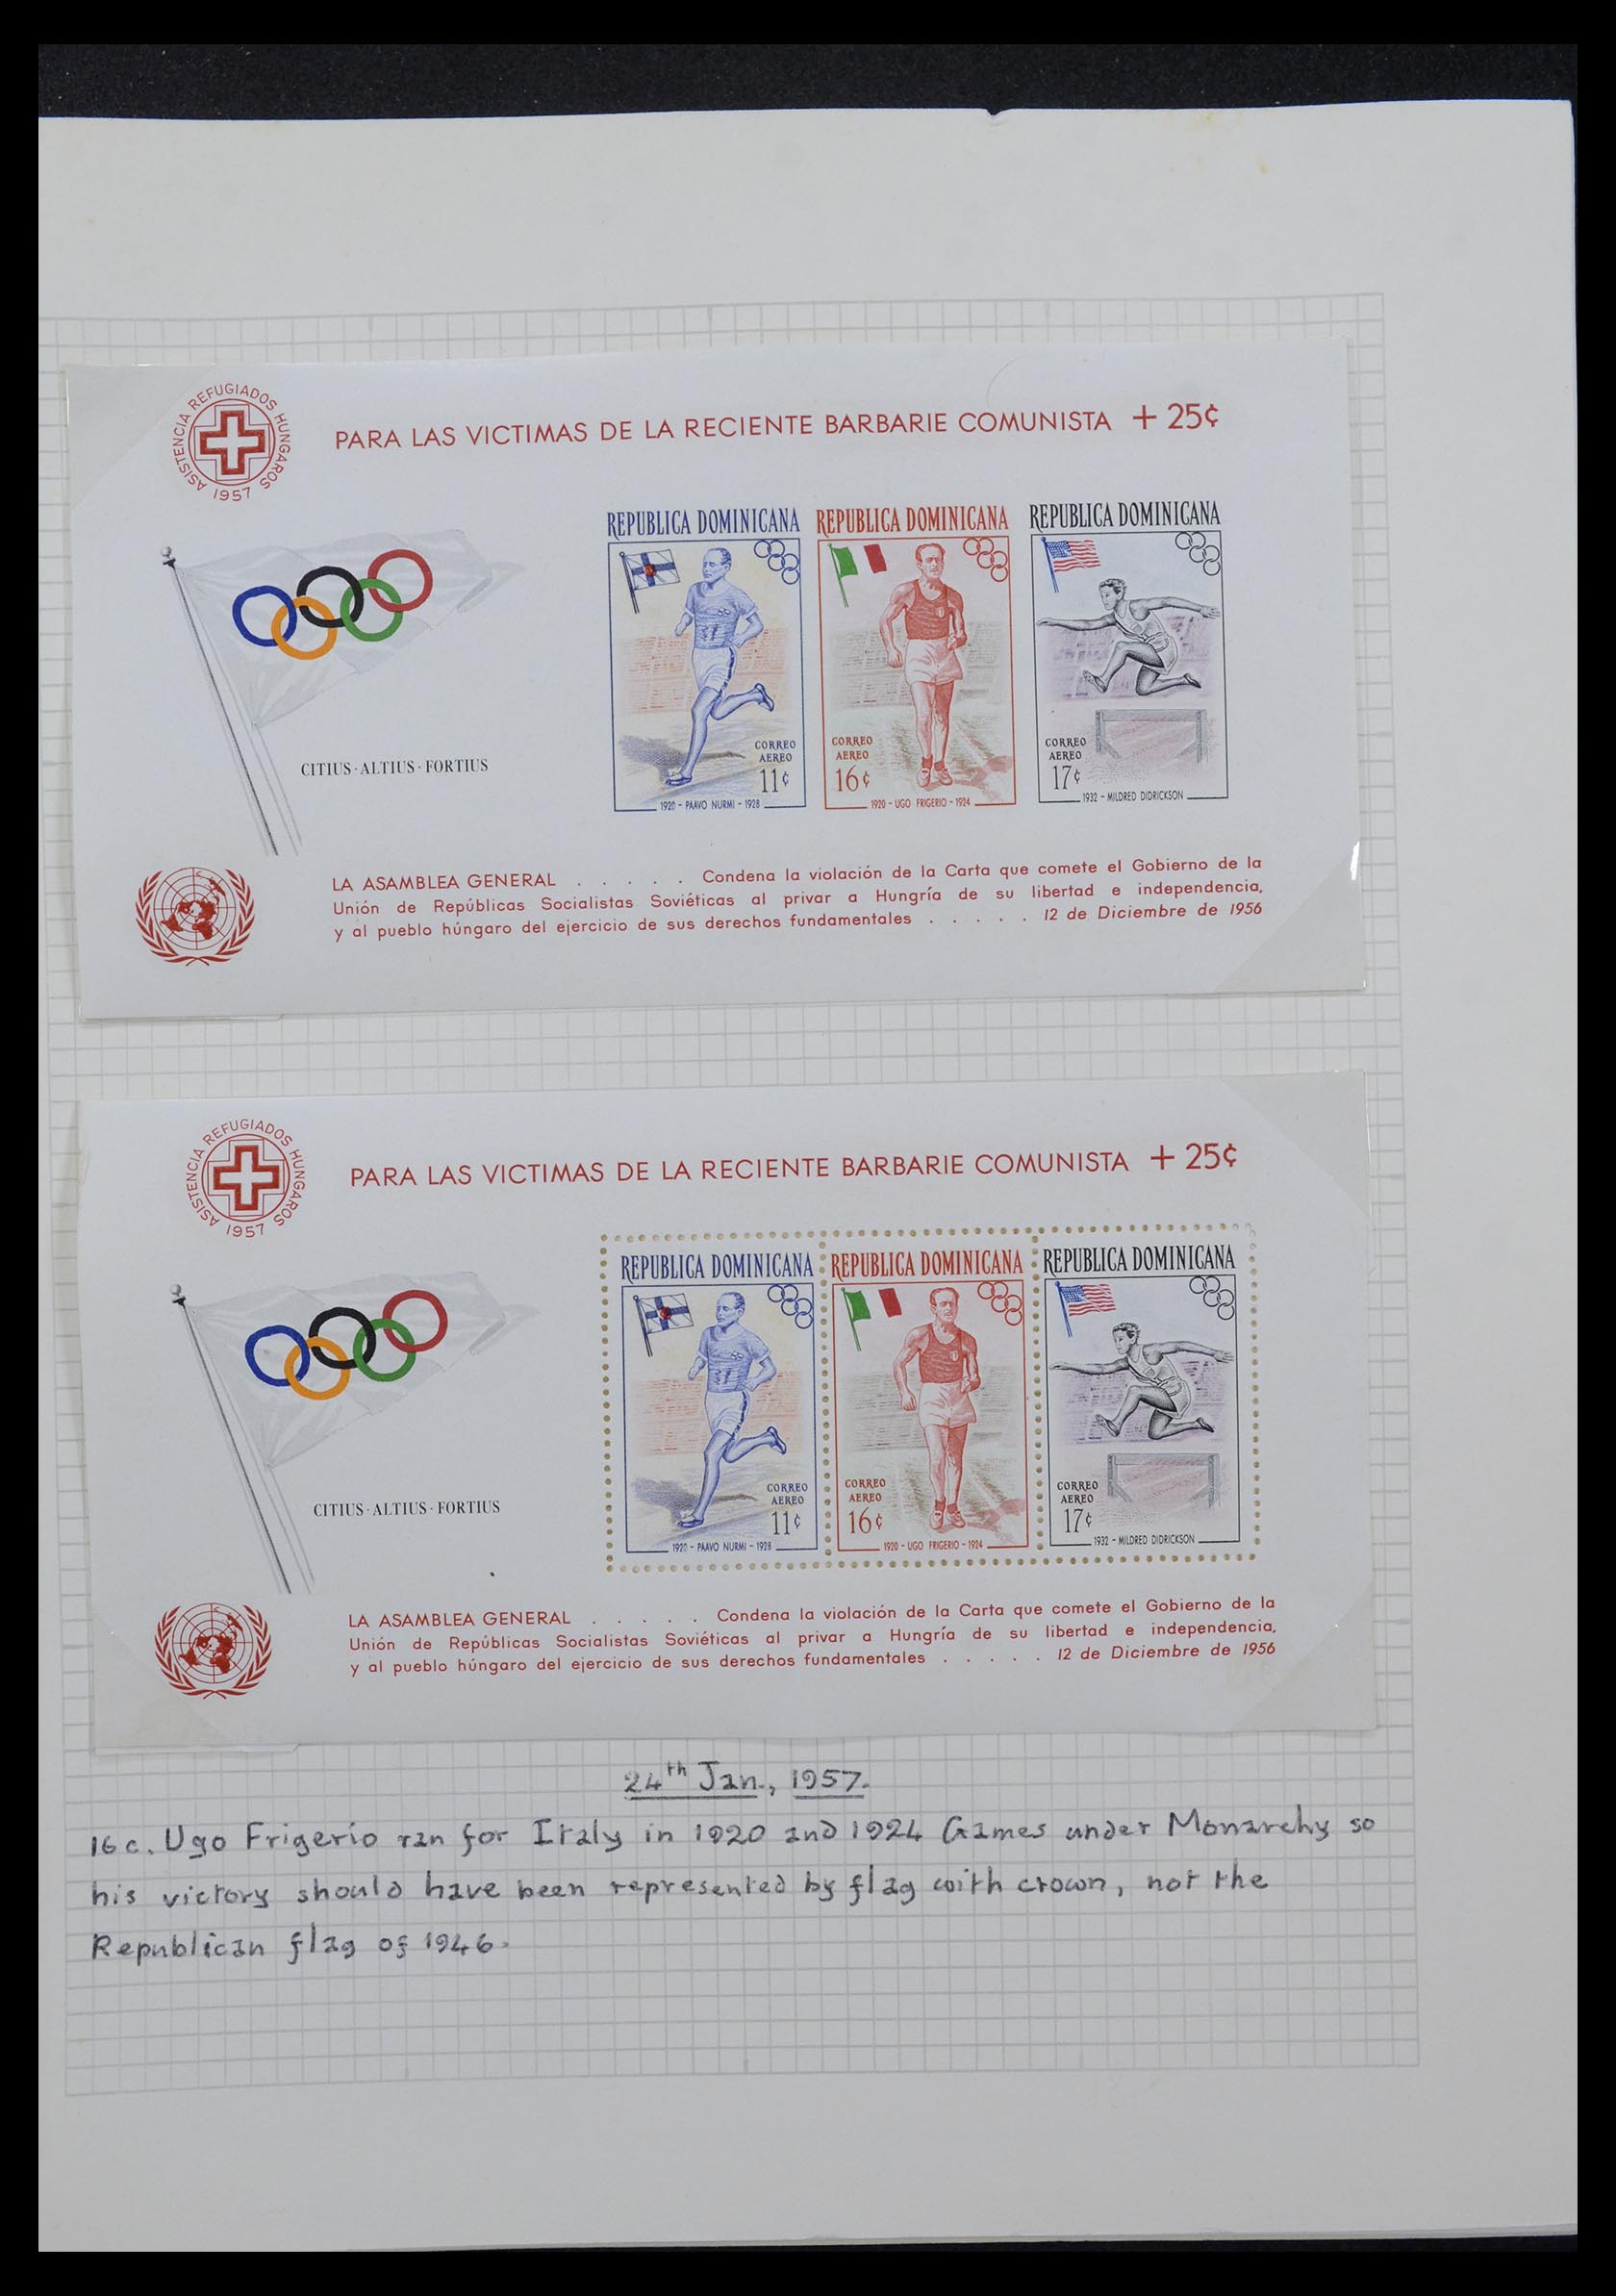 ASISTENCIA REFUGIADOS HUNGAROS
1957
PARA LAS VICTIMAS DE LA RECIENTE BARBARIE COMUNISTA + 25¢
REPUBLICA DOMINICANA
CORREO
AEREO
11¢
1920 - PAAVO NURMI - 1928
REPUBLICA DOMINICANA
CORREO
AEREO
16¢
1920 - UGO FRIGERIO - 1924
REPUBLICA DOMINICANA
CORREO
AEREO
17¢
1932 - MILDRED DIDRICKSON
CITIUS · ALTIUS · FORTIUS
LA ASAMBLEA GENERAL . . . . . Condena la violación de la Carta que comete el Gobierno de la
Unión de Repúblicas Socialistas Soviéticas al privar a Hungría de su libertad e independencia,
y al pueblo húngaro del ejercicio de sus derechos fundamentales . . . . . 12 de Diciembre de 1956
ASISTENCIA REFUGIADOS HUNGAROS
1957
PARA LAS VICTIMAS DE LA RECIENTE BARBARIE COMUNISTA + 25¢
REPUBLICA DOMINICANA
CORREO
AEREO
11¢
1920 - PAAVO NURMI - 1928
REPUBLICA DOMINICANA
CORREO
AEREO
16¢
1920 - UGO FRIGERIO - 1924
REPUBLICA DOMINICANA
CORREO
AEREO
17¢
1932 - MILDRED DIDRICKSON
CITIUS · ALTIUS · FORTIUS
LA ASAMBLEA GENERAL . . . . . Condena la violación de la Carta que comete el Gobierno de la
Unión de Repúblicas Socialistas Soviéticas al privar a Hungría de su libertad e independencia,
y al pueblo húngaro del ejercicio de sus derechos fundamentales . . . . . 12 de Diciembre de 1956
24th Jan., 1957.
16c. Ugo Frigerio ran for Italy in 1920 and 1924 Games under Monarchy so
his victory should have been represented by flag with crown, not the
Republican flag of 1946.